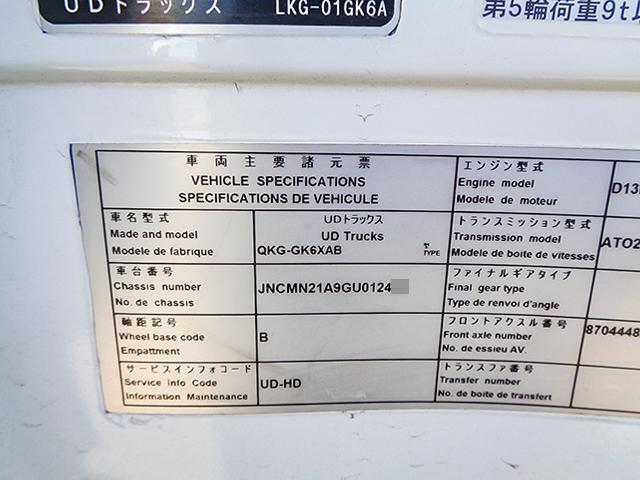 UDトラックス LKG-01GK6A
第5輪荷重9t
車両主要諸元票
VEHICLE SPECIFICATIONS
SPECIFICATIONS DE VEHICULE
車名型式
Made and model
Modele de fabrique
UDトラックス
UD Trucks
QKG-GK6XAB 型 TYPE
車台番号
Chassis number
No. de chassis
JNCMN21A9GU0124
軸距記号
Wheel base code
Empattment
B
サービスインフォコード
Service Info Code
Information Maintenance
UD-HD
エンジン型式
Engine model
Modele de moteur
D13
トランスミッション型式
Transmission model
Modele de boite de vitesses
ATO2
ファイナルギアタイプ
Final gear type
Type de renvoi d'angle
フロントアクスル番号
Front axle number
No. de essieu AV.
8704448
トランスファ番号
Transfer number
No. de boite de transfert